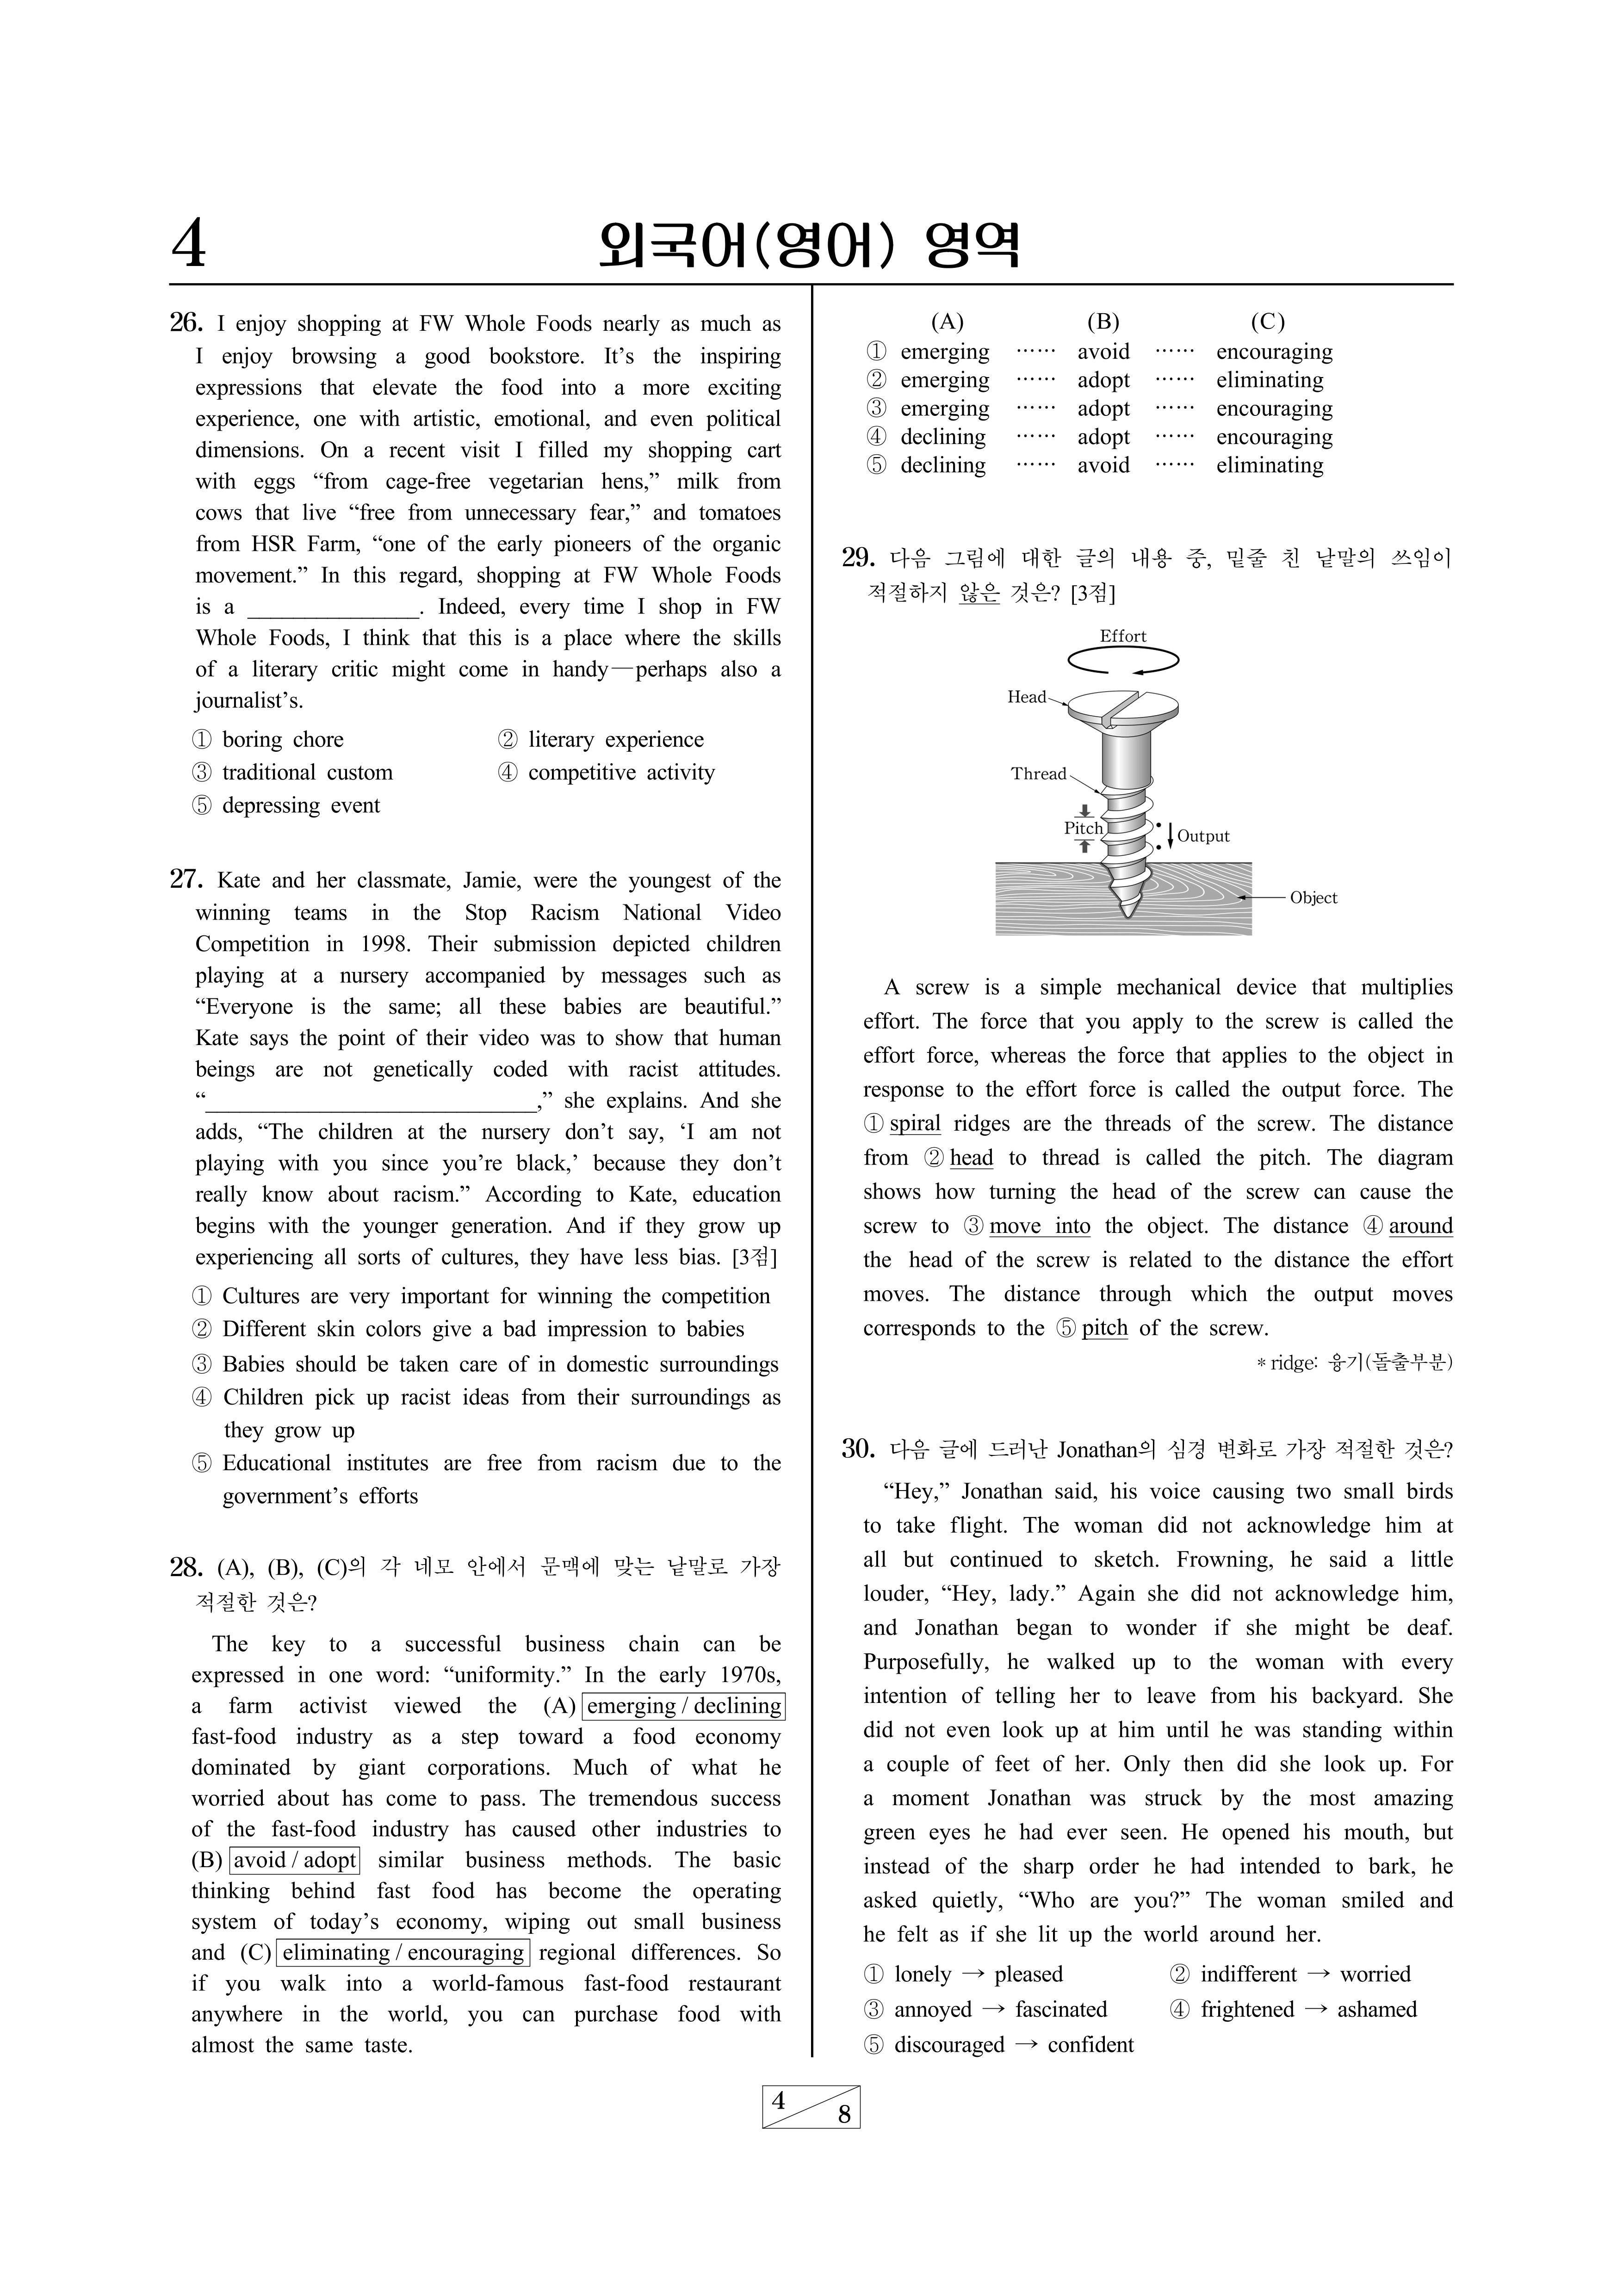 4
외국어(영어) 영역
26. I enjoy shopping at FW Whole Foods nearly as much as
I enjoy browsing a good bookstore. It's the inspiring
expressions that elevate the food into a more exciting
experience, one with artistic, emotional, and even political
dimensions. On a recent visit I filled my shopping cart
with eggs “from cage-free vegetarian hens,” milk from
cows that live “free from unnecessary fear,” and tomatoes
from HSR Farm, “one of the early pioneers of the organic
movement.” In this regard, shopping at FW Whole Foods
is a ______________. Indeed, every time I shop in FW
Whole Foods, I think that this is a place where the skills
of a literary critic might come in handy—perhaps also a
journalist's.
① boring chore ② literary experience
③ traditional custom ④ competitive activity
⑤ depressing event
27. Kate and her classmate, Jamie, were the youngest of the
winning teams in the Stop Racism National Video
Competition in 1998. Their submission depicted children
playing at a nursery accompanied by messages such as
“Everyone is the same; all these babies are beautiful.”
Kate says the point of their video was to show that human
beings are not genetically coded with racist attitudes.
“___________________________,” she explains. And she
adds, “The children at the nursery don't say, ‘I am not
playing with you since you're black,’ because they don't
really know about racism.” According to Kate, education
begins with the younger generation. And if they grow up
experiencing all sorts of cultures, they have less bias. [3점]
① Cultures are very important for winning the competition
② Different skin colors give a bad impression to babies
③ Babies should be taken care of in domestic surroundings
④ Children pick up racist ideas from their surroundings as
they grow up
⑤ Educational institutes are free from racism due to the
government's efforts
28. (A), (B), (C)의 각 네모 안에서 문맥에 맞는 낱말로 가장
적절한 것은?
The key to a successful business chain can be
expressed in one word: “uniformity.” In the early 1970s,
a farm activist viewed the (A) emerging / declining
fast-food industry as a step toward a food economy
dominated by giant corporations. Much of what he
worried about has come to pass. The tremendous success
of the fast-food industry has caused other industries to
(B) avoid / adopt similar business methods. The basic
thinking behind fast food has become the operating
system of today's economy, wiping out small business
and (C) eliminating / encouraging regional differences. So
if you walk into a world-famous fast-food restaurant
anywhere in the world, you can purchase food with
almost the same taste.
(A) (B) (C)
① emerging ⋯⋯ avoid ⋯⋯ encouraging
② emerging ⋯⋯ adopt ⋯⋯ eliminating
③ emerging ⋯⋯ adopt ⋯⋯ encouraging
④ declining ⋯⋯ adopt ⋯⋯ encouraging
⑤ declining ⋯⋯ avoid ⋯⋯ eliminating
29. 다음 그림에 대한 글의 내용 중, 밑줄 친 낱말의 쓰임이
적절하지 않은 것은? [3점]
Effort
Head
Thread
Pitch
Output
Object
A screw is a simple mechanical device that multiplies
effort. The force that you apply to the screw is called the
effort force, whereas the force that applies to the object in
response to the effort force is called the output force. The
① spiral ridges are the threads of the screw. The distance
from ② head to thread is called the pitch. The diagram
shows how turning the head of the screw can cause the
screw to ③ move into the object. The distance ④ around
the head of the screw is related to the distance the effort
moves. The distance through which the output moves
corresponds to the ⑤ pitch of the screw.
* ridge: 융기(돌출부분)
30. 다음 글에 드러난 Jonathan의 심경 변화로 가장 적절한 것은?
“Hey,” Jonathan said, his voice causing two small birds
to take flight. The woman did not acknowledge him at
all but continued to sketch. Frowning, he said a little
louder, “Hey, lady.” Again she did not acknowledge him,
and Jonathan began to wonder if she might be deaf.
Purposefully, he walked up to the woman with every
intention of telling her to leave from his backyard. She
did not even look up at him until he was standing within
a couple of feet of her. Only then did she look up. For
a moment Jonathan was struck by the most amazing
green eyes he had ever seen. He opened his mouth, but
instead of the sharp order he had intended to bark, he
asked quietly, “Who are you?” The woman smiled and
he felt as if she lit up the world around her.
① lonely → pleased ② indifferent → worried
③ annoyed → fascinated ④ frightened → ashamed
⑤ discouraged → confident
4
8